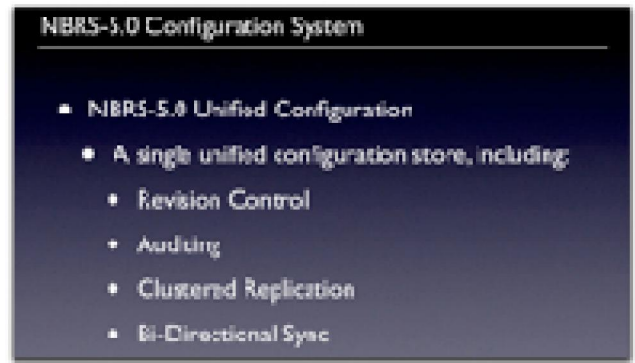 NBRS-5.0 Configuration System
NBRS-5.0 Unified Configuration
A single unified configuration store, including:
Revision Control
Auditing
Clustered Replication
Bi-Directional Sync